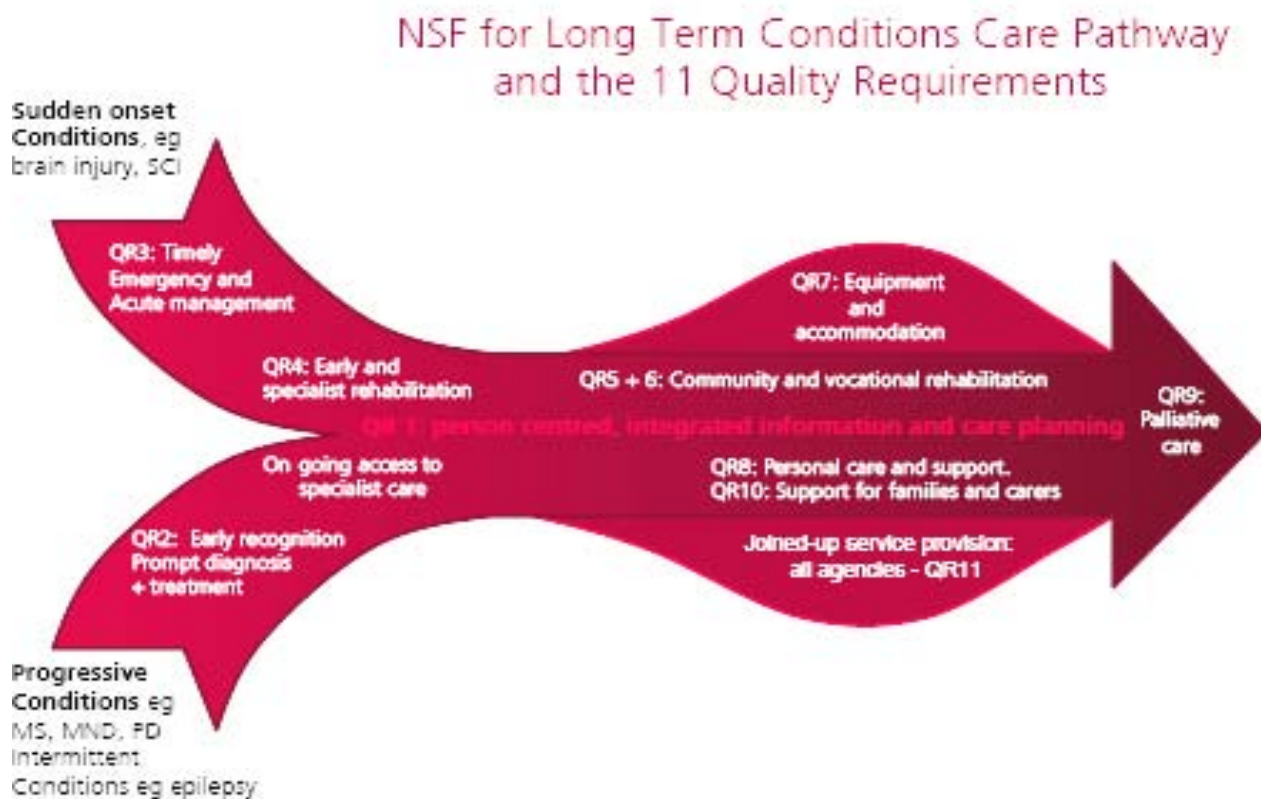 NSF for Long Term Conditions Care Pathway
and the 11 Quality Requirements
Sudden onset
Conditions, eg
brain injury, SCI
QR3: Timely
Emergency and
Acute management
QR4: Early and
specialist rehabilitation
QR7: Equipment
and
accommodation
QR5 + 6: Community and vocational rehabilitation
QR 1: person centred, integrated information and care planning
QR9:
Palliative
care
On going access to
specialist care
QR8: Personal care and support.
QR10: Support for families and carers
QR2: Early recognition
Prompt diagnosis
+ treatment
Joined-up service provision:
all agencies - QR11
Progressive
Conditions eg
MS, MND, PD
Intermittent
Conditions eg epilepsy